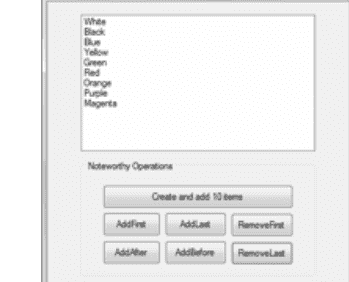 White
Black
Blue
Yellow
Green
Red
Orange
Purple
Magenta
Noteworthy Operations
Create and add 10 items
AddFirst AddLast RemoveFirst
AddAfter AddBefore RemoveLast